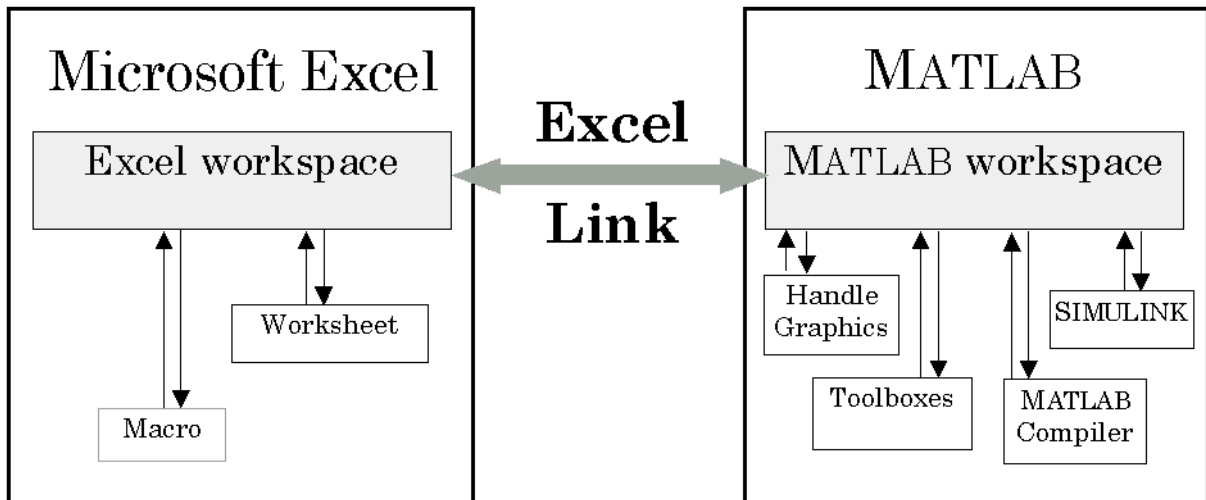 Microsoft Excel
Excel workspace
Worksheet
Macro
Excel
Link
MATLAB
MATLAB workspace
Handle
Graphics
SIMULINK
Toolboxes
MATLAB
Compiler